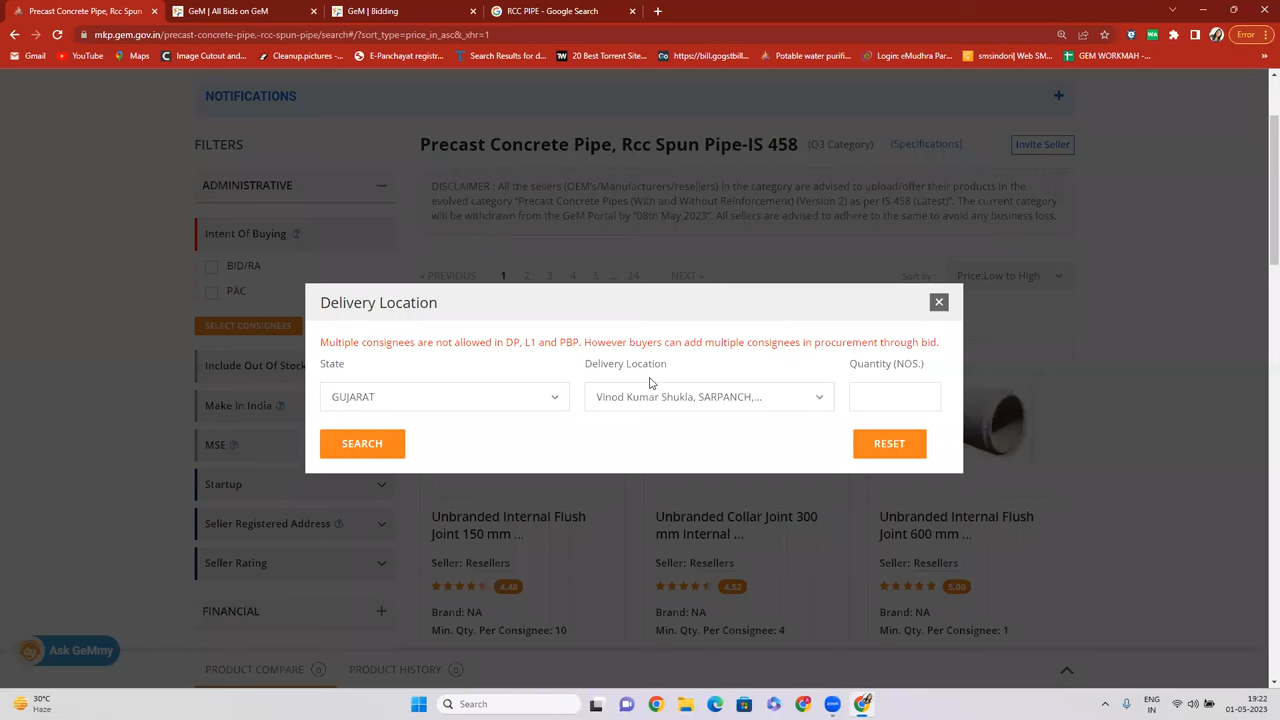 Precast Concrete Pipe, Rcc Spun
GeM | All Bids on GeM
GeM | Bidding
RCC PIPE - Google Search
mkp.gem.gov.in/precast-concrete-pipe-rcc-spun-pipe/search#/?sort_type=price_in_asc&_xhr=1
Error
Gmail
YouTube
Maps
Image Cutout and...
Cleanup.pictures -...
E-Panchayat registr...
Search Results for...
20 Best Torrent Site...
https://bill.gogstbill...
Potable water purifi...
Login: eMudhra Par...
smsindori| Web SM...
GEM WORKMAH -...
NOTIFICATIONS
FILTERS
Precast Concrete Pipe, Rcc Spun Pipe-IS 458 (Q3 Category) (Specifications) Invite Seller
ADMINISTRATIVE
DISCLAIMER : All the sellers (OEM's/Manufacturers/resellers) in the category are advised to upload/offer their products in the
evolved category "Precast Concrete Pipes (With and Without Reinforcement) (Version 2) as per IS 458 (Latest)". The current category
will be withdrawn from the GeM Portal by "08th May 2023". All sellers are advised to adhere to the same to avoid any business loss.
Intent Of Buying
BID/RA
PAC
« PREVIOUS 1 2 3 4 5 ... 24 NEXT »
Sort by : Price:Low to High
SELECT CONSIGNEES
Include Out Of Stock
Make In India
MSE
Startup
Seller Registered Address
Seller Rating
FINANCIAL
Delivery Location
Multiple consignees are not allowed in DP, L1 and PBP. However buyers can add multiple consignees in procurement through bid.
State
Delivery Location
Quantity (NOS.)
GUJARAT
Vinod Kumar Shukla, SARPANCH,...
SEARCH
RESET
Unbranded Internal Flush
Joint 150 mm ...
Seller: Resellers
4.48
Brand: NA
Min. Qty. Per Consignee: 10
Unbranded Collar Joint 300
mm Internal ...
Seller: Resellers
4.52
Brand: NA
Min. Qty. Per Consignee: 4
Unbranded Internal Flush
Joint 600 mm ...
Seller: Resellers
5.00
Brand: NA
Min. Qty. Per Consignee: 1
Ask GeMmy
PRODUCT COMPARE 0
PRODUCT HISTORY 0
30°C
Haze
Search
zoom
ENG
IN
19:22
01-05-2023